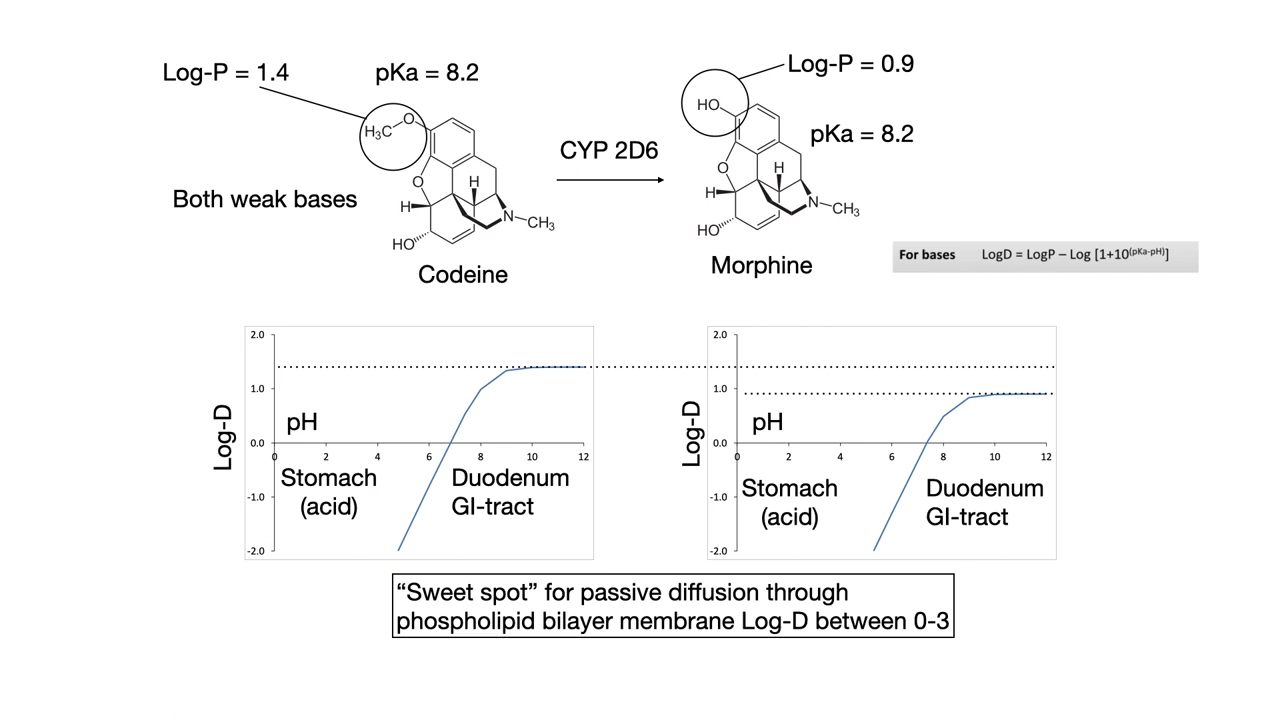 Log-P = 1.4
pKa = 8.2
H₃C
O
O
H
H
N
CH₃
HO
Both weak bases
Codeine
CYP 2D6
Log-P = 0.9
pKa = 8.2
HO
O
H
H
N
CH₃
HO
Morphine
For bases LogD = LogP – Log [1+10^(pKa-pH)]
2.0
1.0
0.0
-1.0
-2.0
0 2 4 6 8 10 12
Log-D
pH
Stomach
(acid)
Duodenum
GI-tract
2.0
1.0
0.0
-1.0
-2.0
0 2 4 6 8 10 12
Log-D
pH
Stomach
(acid)
Duodenum
GI-tract
“Sweet spot” for passive diffusion through
phospholipid bilayer membrane Log-D between 0-3